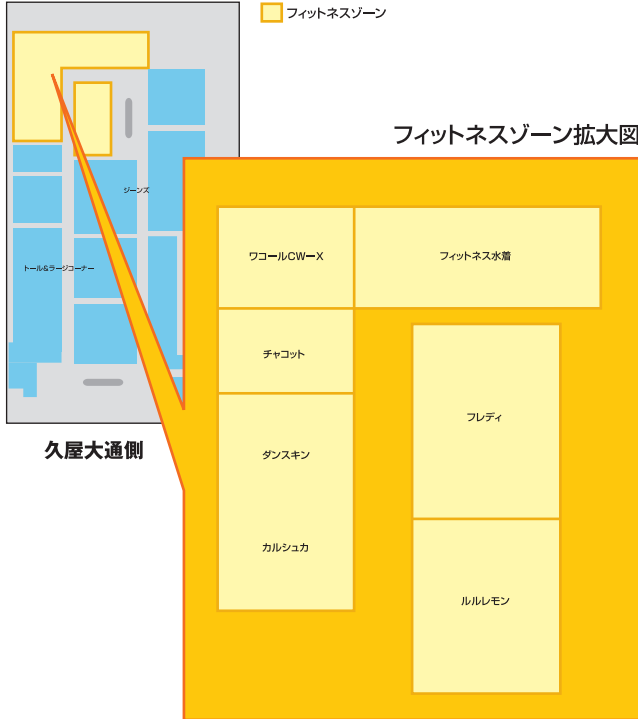 フィットネスゾーン
フィットネスゾーン拡大図
ジーンズ
トール&ラージコーナー
久屋大通側
ワコールCWーX
フィットネス水着
チャコット
フレディ
ダンスキン
カルシュカ
ルルレモン